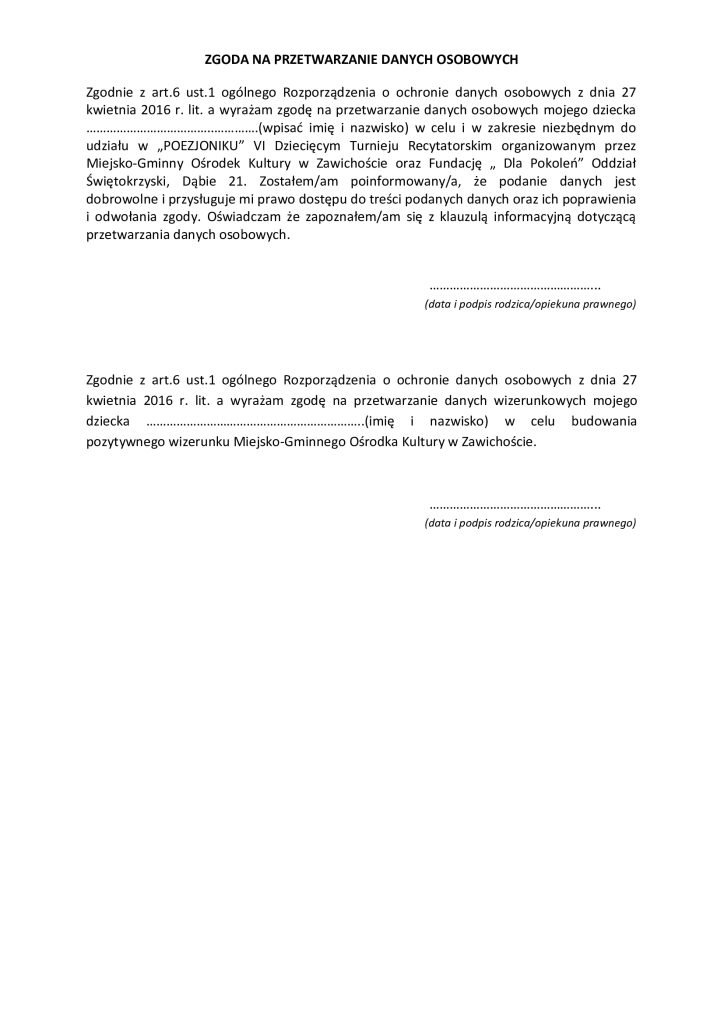 ZGODA NA PRZETWARZANIE DANYCH OSOBOWYCH
Zgodnie z art.6 ust.1 ogólnego Rozporządzenia o ochronie danych osobowych z dnia 27
kwietnia 2016 r. lit. a wyrażam zgodę na przetwarzanie danych osobowych mojego dziecka
…………………………………………….(wpisać imię i nazwisko) w celu i w zakresie niezbędnym do
udziału w „POEZJONIKU” VI Dziecięcym Turnieju Recytatorskim organizowanym przez
Miejsko-Gminny Ośrodek Kultury w Zawichoście oraz Fundację „ Dla Pokoleń” Oddział
Świętokrzyski, Dąbie 21. Zostałem/am poinformowany/a, że podanie danych jest
dobrowolne i przysługuje mi prawo dostępu do treści podanych danych oraz ich poprawienia
i odwołania zgody. Oświadczam że zapoznałem/am się z klauzulą informacyjną dotyczącą
przetwarzania danych osobowych.
…………………………………………...
(data i podpis rodzica/opiekuna prawnego)
Zgodnie z art.6 ust.1 ogólnego Rozporządzenia o ochronie danych osobowych z dnia 27
kwietnia 2016 r. lit. a wyrażam zgodę na przetwarzanie danych wizerunkowych mojego
dziecka ………………………………………………………..(imię i nazwisko) w celu budowania
pozytywnego wizerunku Miejsko-Gminnego Ośrodka Kultury w Zawichoście.
…………………………………………...
(data i podpis rodzica/opiekuna prawnego)